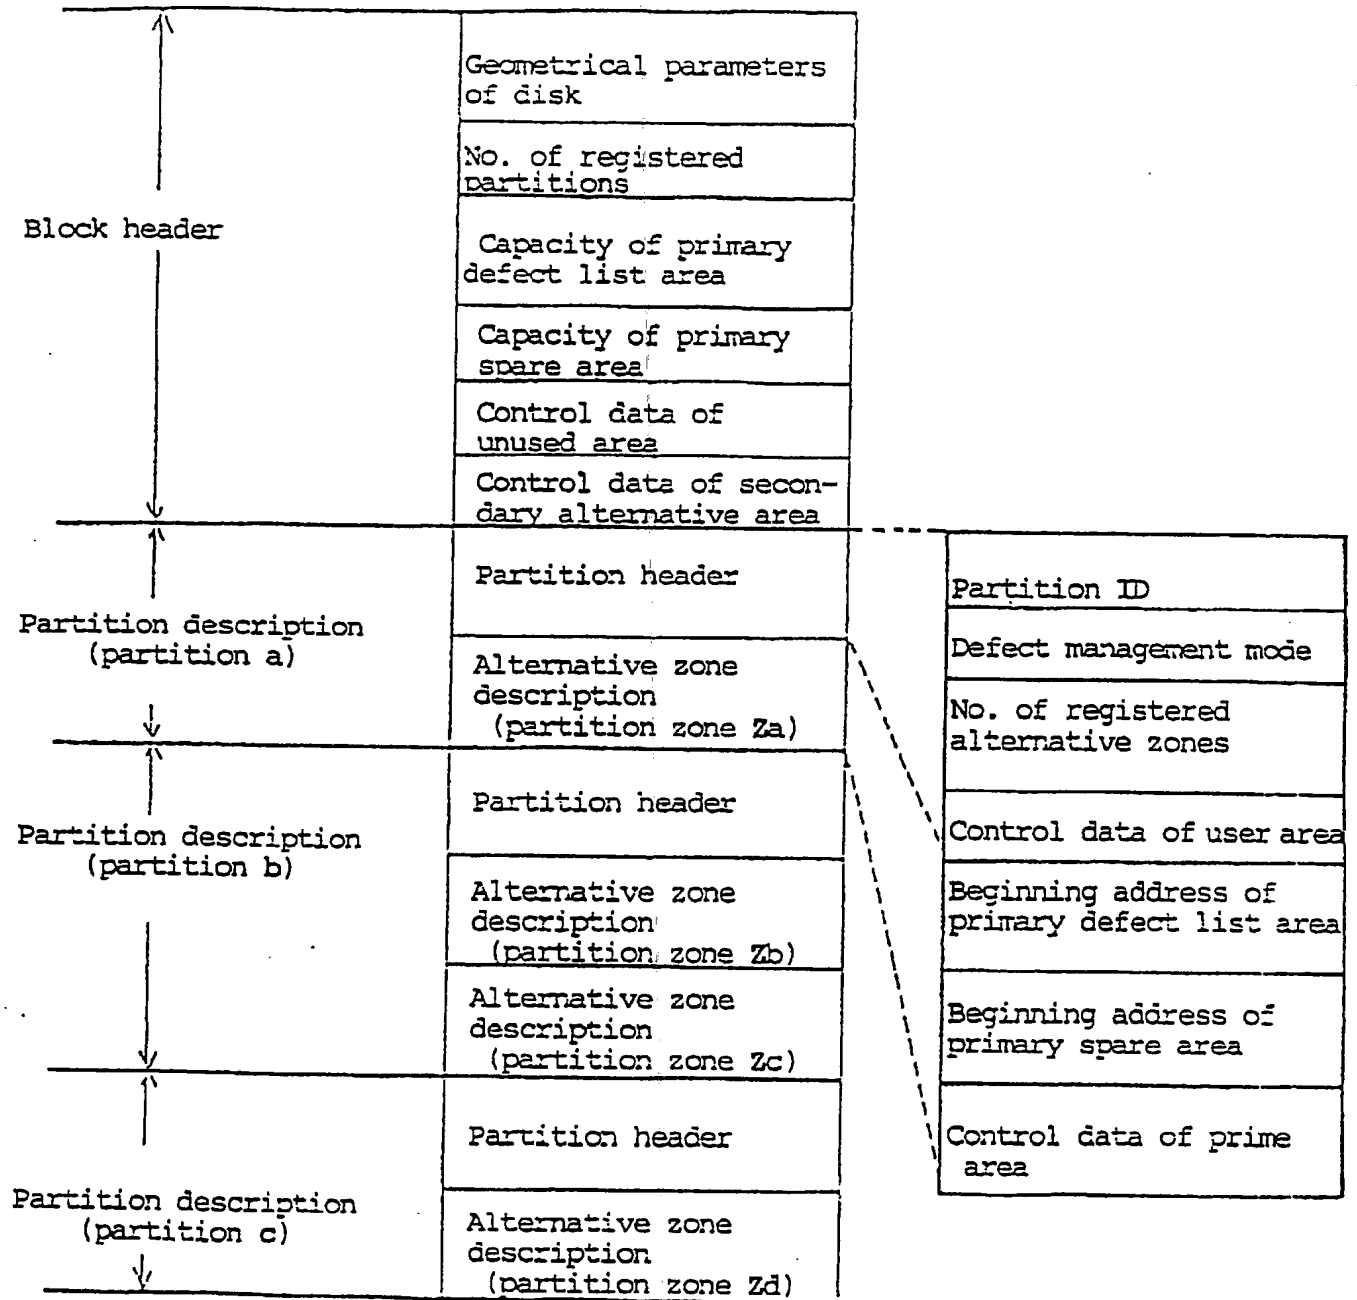 Geometrical parameters
of disk
No. of registered
partitions
Block header
Capacity of primary
defect list area
Capacity of primary
spare area
Control data of
unused area
Control data of secon-
dary alternative area
Partition description
(partition a)
Partition header
Alternative zone
description
(partition zone Za)
Partition description
(partition b)
Partition header
Alternative zone
description
(partition zone Zb)
Alternative zone
description
(partition zone Zc)
Partition description
(partition c)
Partition header
Alternative zone
description
(partition zone Zd)
Partition ID
Defect management mode
No. of registered
alternative zones
Control data of user area
Beginning address of
primary defect list area
Beginning address of
primary spare area
Control data of prime
area